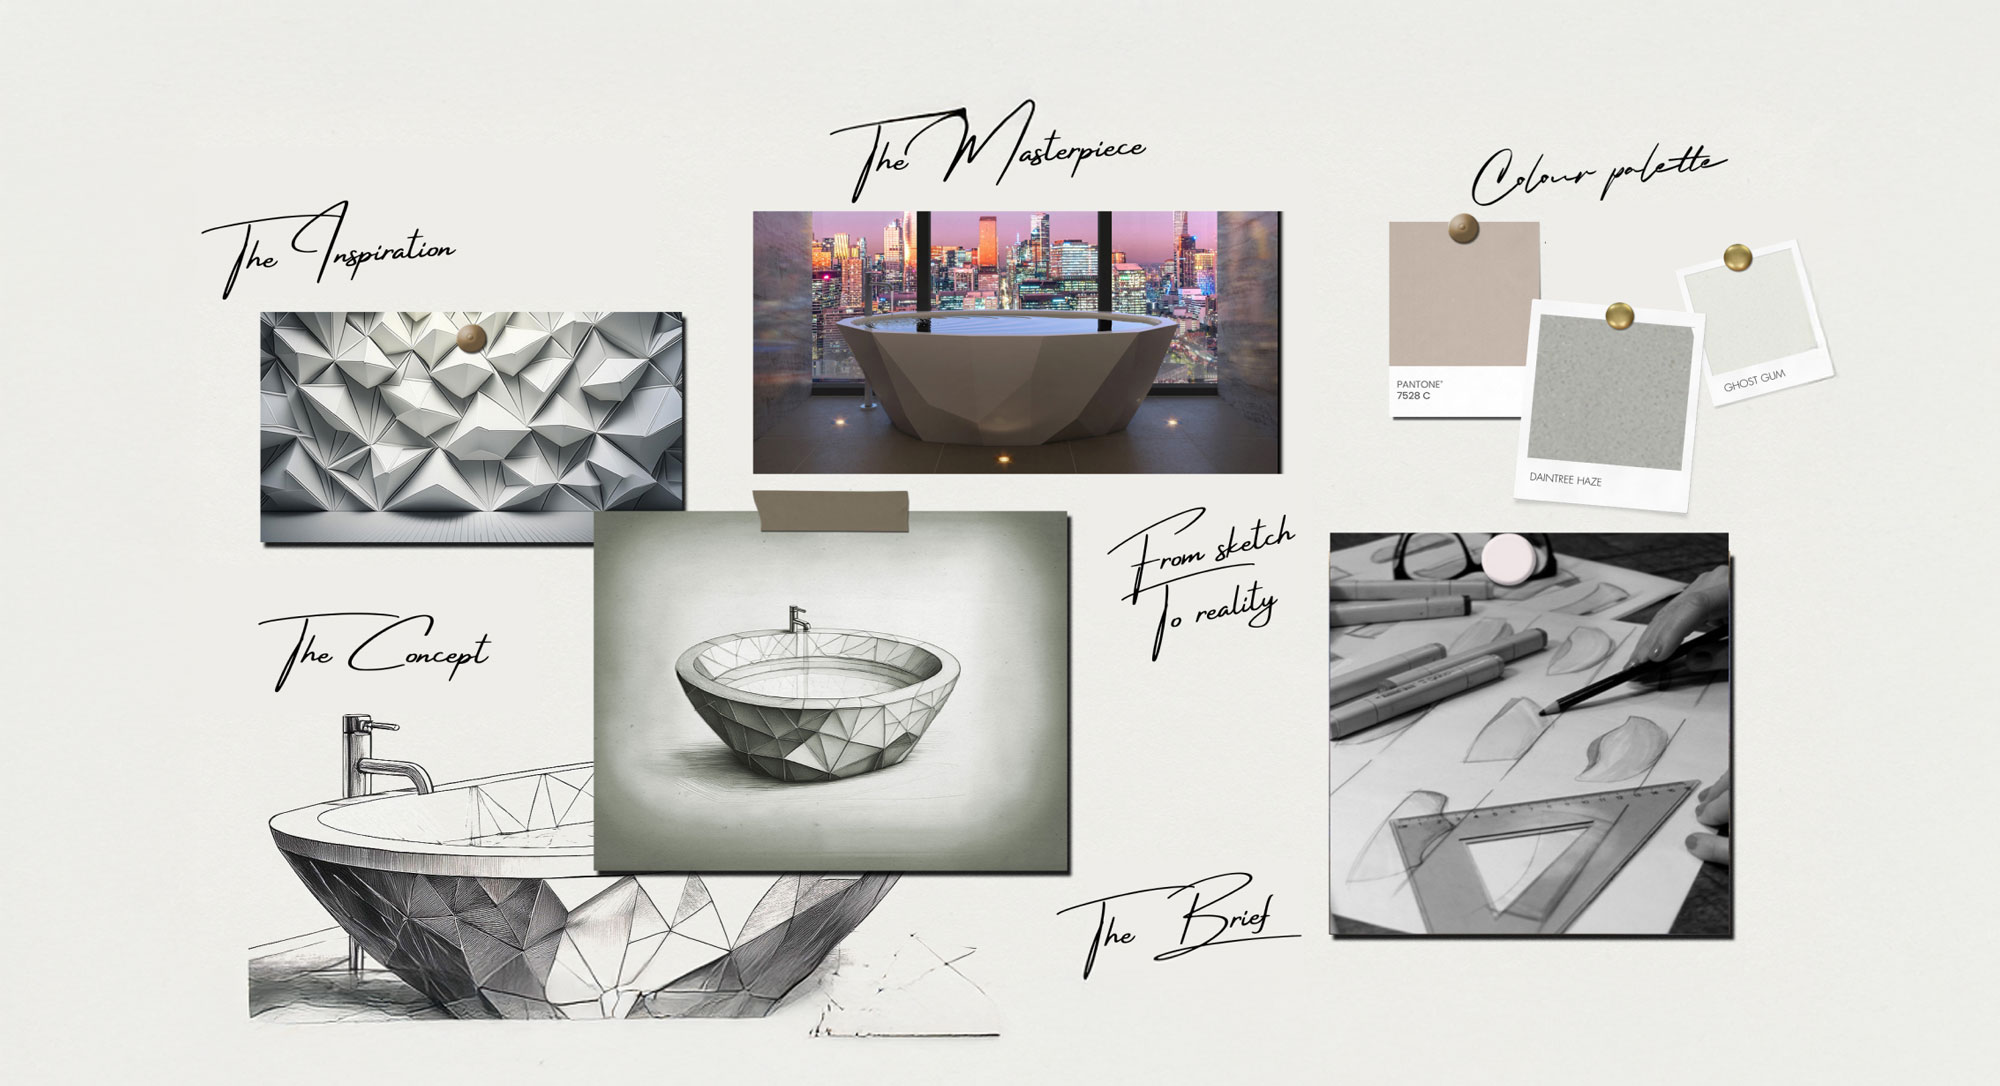 The Masterpiece
Colour palette
The Inspiration
PANTONE®
7528 C
GHOST GUM
DAINTREE HAZE
From sketch
To reality
The Concept
The Brief